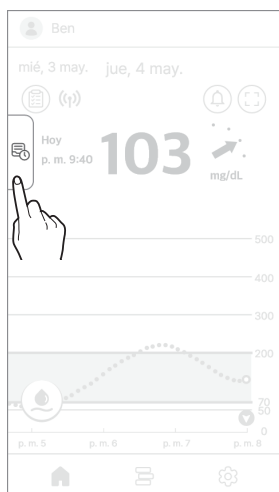 Ben
mié, 3 may. jue, 4 may.
Hoy
p. m. 9:40
103
mg/dL
500
400
300
200
70
50
0
p. m. 5 p. m. 6 p. m. 7 p. m. 8